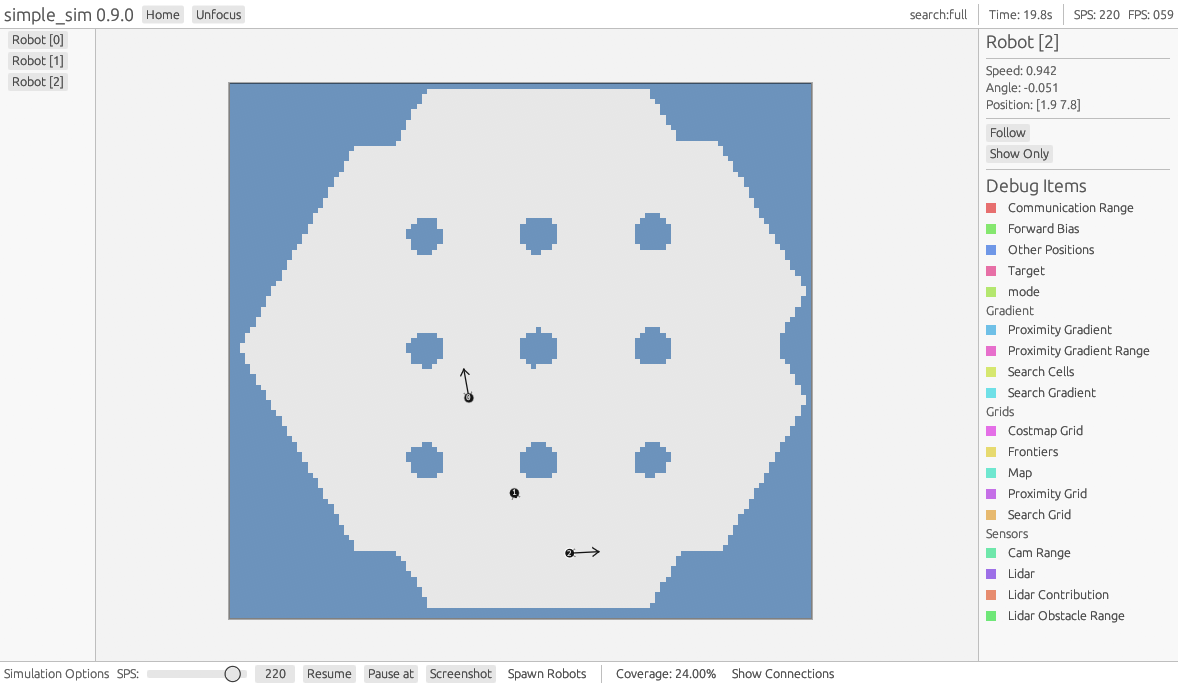 simple_sim 0.9.0 Home Unfocus search:full Time: 19.8s SPS: 220 FPS: 059
Robot [0]
Robot [1]
Robot [2]
0
1
2
Robot [2]
Speed: 0.942
Angle: -0.051
Position: [1.9 7.8]
Follow
Show Only
Debug Items
Communication Range
Forward Bias
Other Positions
Target
mode
Gradient
Proximity Gradient
Proximity Gradient Range
Search Cells
Search Gradient
Grids
Costmap Grid
Frontiers
Map
Proximity Grid
Search Grid
Sensors
Cam Range
Lidar
Lidar Contribution
Lidar Obstacle Range
Simulation Options SPS: 220 Resume Pause at Screenshot Spawn Robots Coverage: 24.00% Show Connections